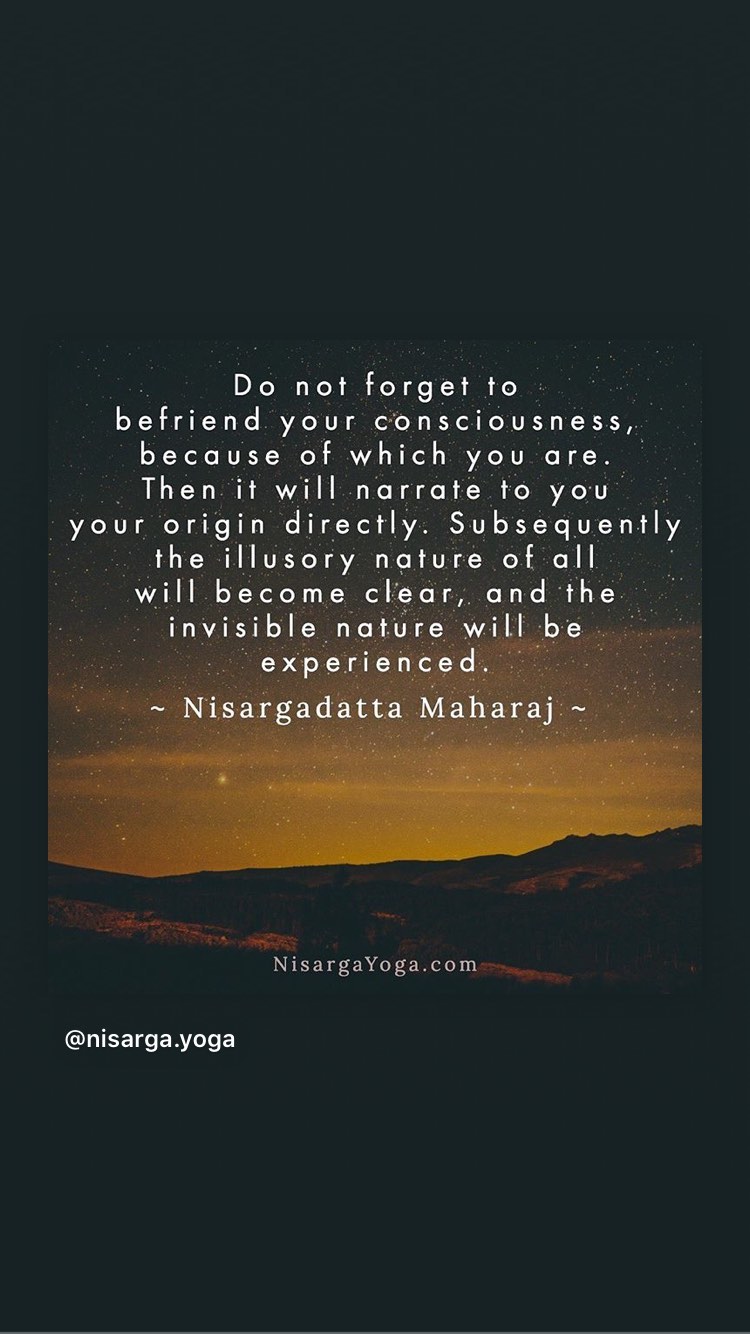 Do not forget to
befriend your consciousness,
because of which you are.
Then it will narrate to you
your origin directly. Subsequently
the illusory nature of all
will become clear, and the
invisible nature will be
experienced.
~ Nisargadatta Maharaj ~
NisargaYoga.com
@nisarga.yoga